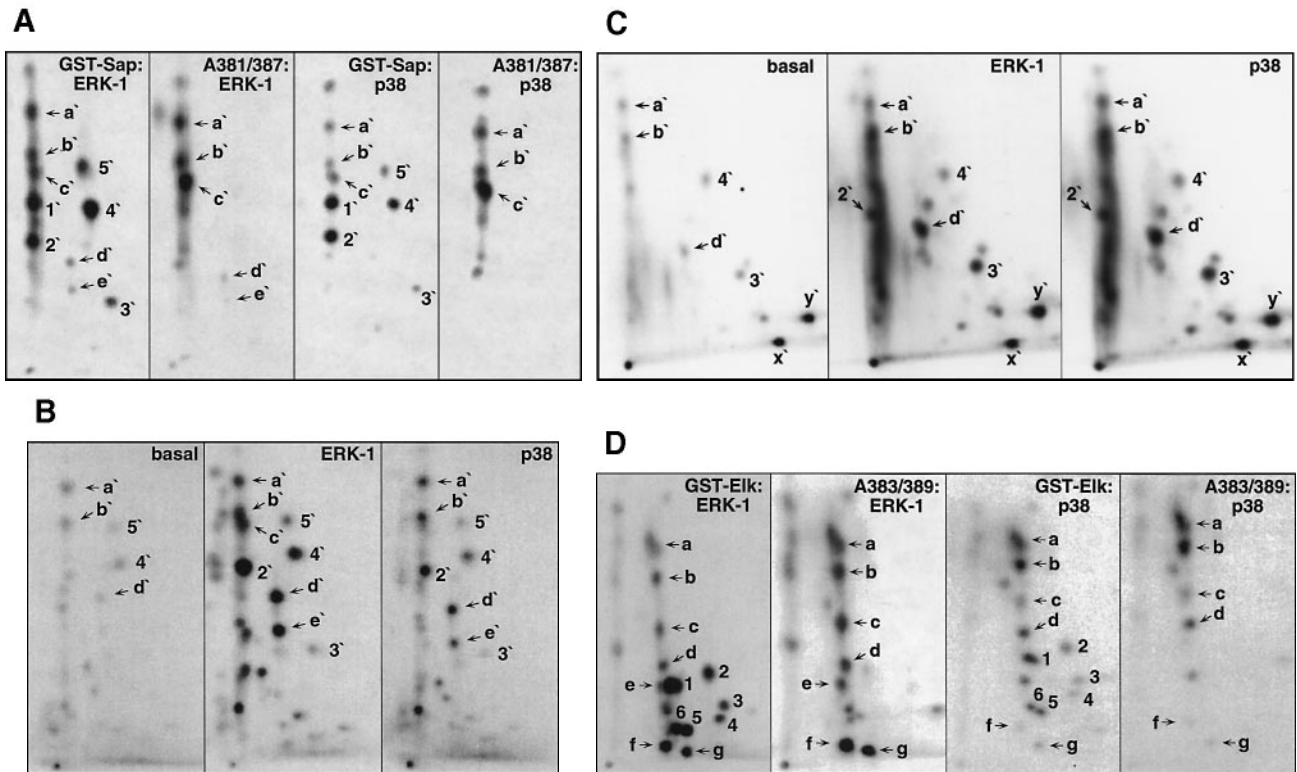 A
GST-Sap: ERK-1
A381/387: ERK-1
GST-Sap: p38
A381/387: p38
a`
b`
c`
1`
2`
5`
4`
d`
e`
3`
a`
b`
c`
d`
e`
a`
b`
c`
1`
2`
5`
4`
3`
a`
b`
c`
C
basal
ERK-1
p38
a`
b`
4`
d`
3`
y`
x`
a`
b`
4`
2`
d`
3`
y`
x`
a`
b`
4`
2`
d`
3`
y`
x`
B
basal
ERK-1
p38
a`
b`
5`
4`
d`
a`
b`
c`
5`
4`
2`
d`
e`
3`
a`
b`
5`
4`
2`
d`
e`
3`
D
GST-Elk: ERK-1
A383/389: ERK-1
GST-Elk: p38
A383/389: p38
a
b
c
d
2
e
1
3
6
5
4
f
g
a
b
c
d
e
f
g
a
b
c
d
2
1
3
6
5
4
f
g
a
b
c
d
f
g